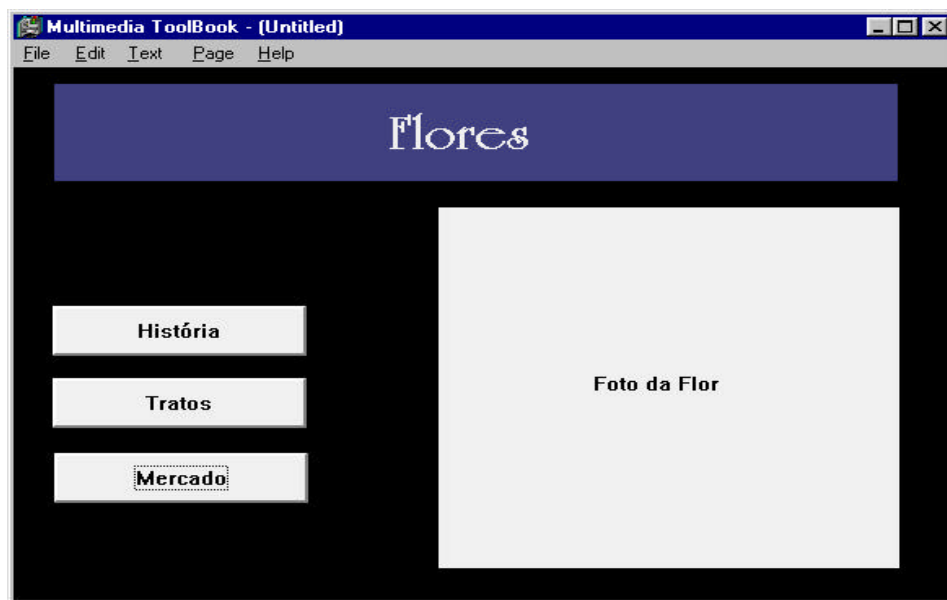 Multimedia ToolBook - (Untitled)
File Edit Text Page Help
Flores
História
Tratos
Mercado
Foto da Flor